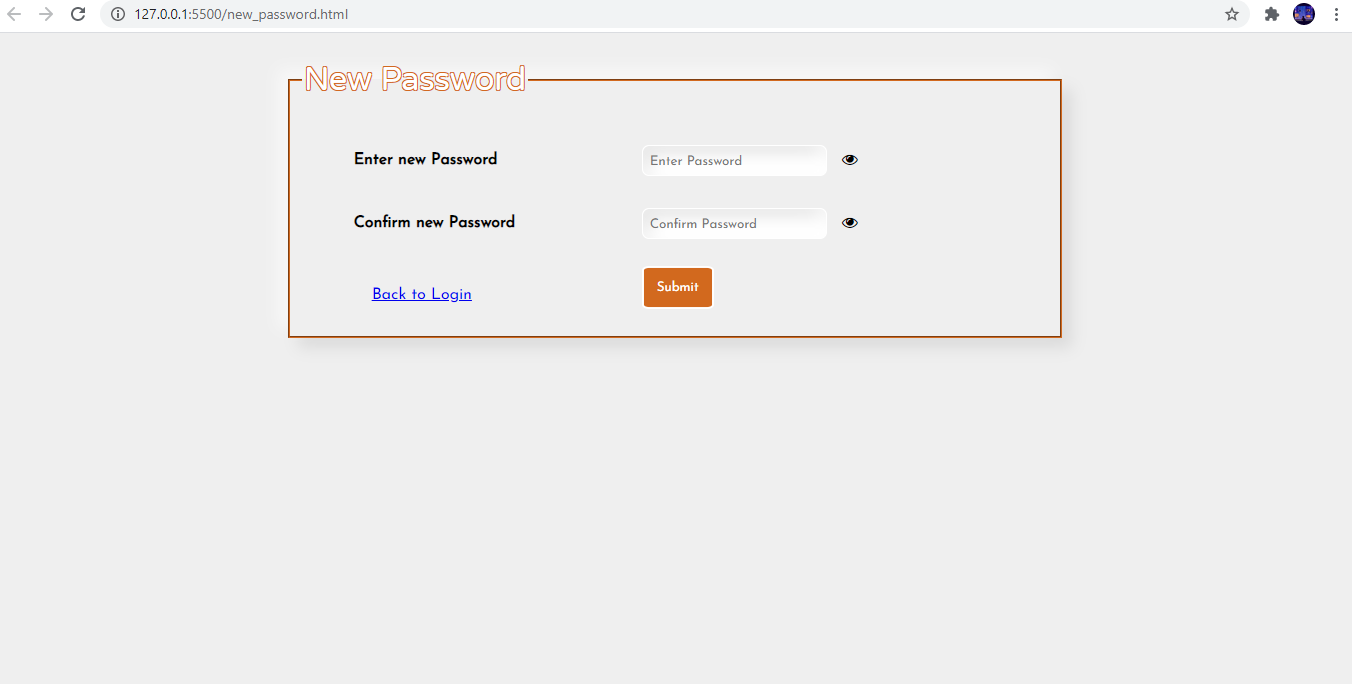 127.0.0.1:5500/new_password.html
New Password
Enter new Password
Enter Password
Confirm new Password
Confirm Password
Back to Login
Submit